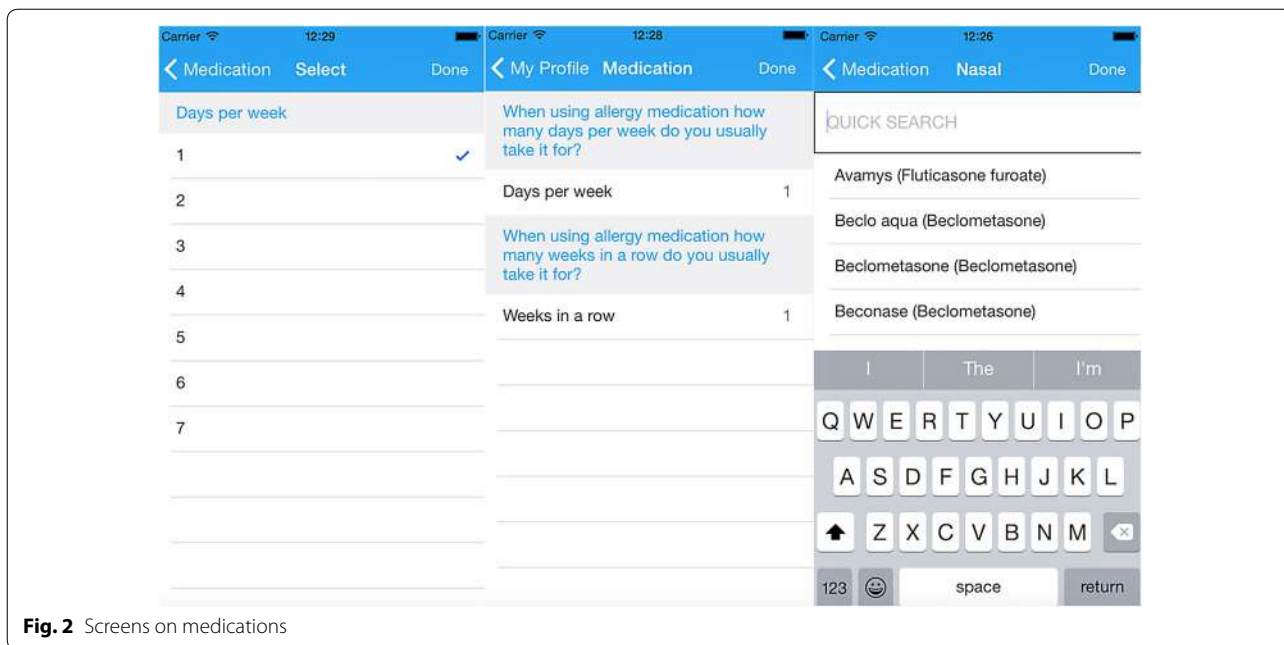 Carrier 12:29
Medication Select Done
Days per week
1
2
3
4
5
6
7
Carrier 12:28
My Profile Medication Done
When using allergy medication how
many days per week do you usually
take it for?
Days per week 1
When using allergy medication how
many weeks in a row do you usually
take it for?
Weeks in a row 1
Carrier 12:26
Medication Nasal Done
QUICK SEARCH
Avamys (Fluticasone furoate)
Beclo aqua (Beclometasone)
Beclometasone (Beclometasone)
Beconase (Beclometasone)
I The I'm
Q W E R T Y U I O P
A S D F G H J K L
Z X C V B N M
123 space return
Fig. 2 Screens on medications